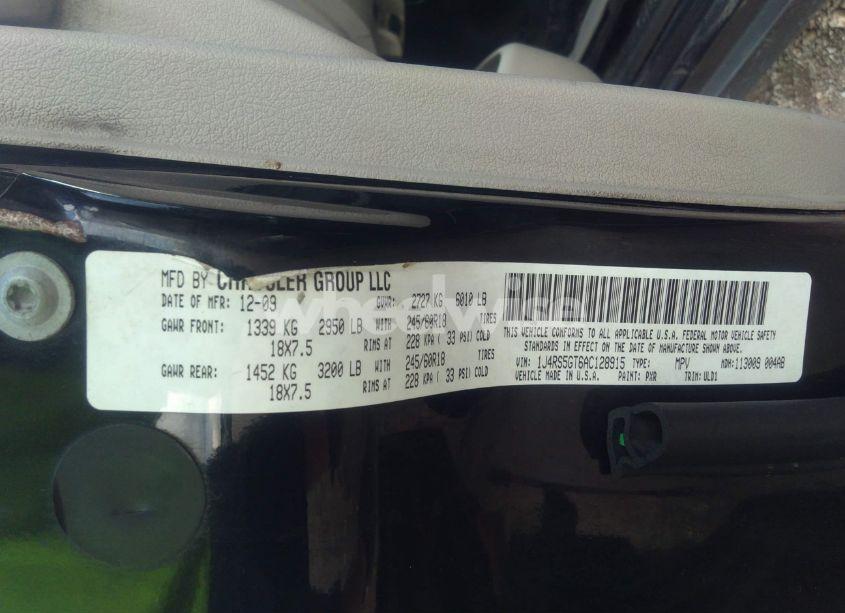 MFD BY CHRYSLER GROUP LLC
DATE OF MFR: 12-09 GVWR: 2727 KG 6010 LB
GAWR FRONT: 1339 KG 2950 LB WITH 245/60R18 TIRES
18X7.5 RIMS AT 228 KPA ( 33 PSI) COLD
GAWR REAR: 1452 KG 3200 LB WITH 245/60R18 TIRES
18X7.5 RIMS AT 228 KPA ( 33 PSI) COLD
THIS VEHICLE CONFORMS TO ALL APPLICABLE U.S.A. FEDERAL MOTOR VEHICLE SAFETY
STANDARDS IN EFFECT ON THE DATE OF MANUFACTURE SHOWN ABOVE.
VIN: 1J4RS5GT6AC128915 TYPE: MPV MDH: 113009 004AB
VEHICLE MADE IN U.S.A. PAINT: PXR TRIM: ULD1
wheelwise